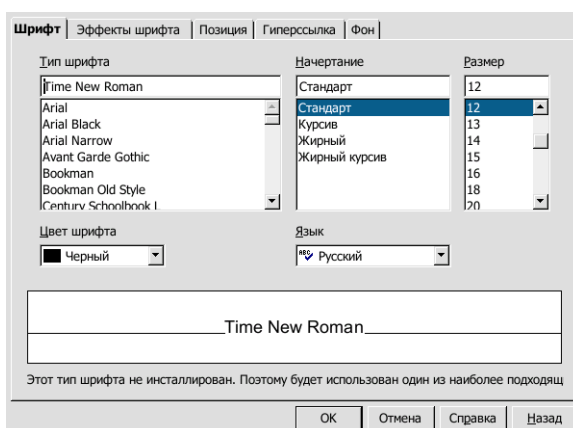 Шрифт Эффекты шрифта Позиция Гиперссылка Фон
Тип шрифта Начертание Размер
Time New Roman Стандарт 12
Arial Стандарт 12
Arial Black Курсив 13
Arial Narrow Жирный 14
Avant Garde Gothic Жирный курсив 15
Bookman 16
Bookman Old Style 18
Century Schoolbook L 20
Цвет шрифта Язык
Черный ABC Русский
Time New Roman
Этот тип шрифта не инсталлирован. Поэтому будет использован один из наиболее подходящ
OK Отмена Справка Назад